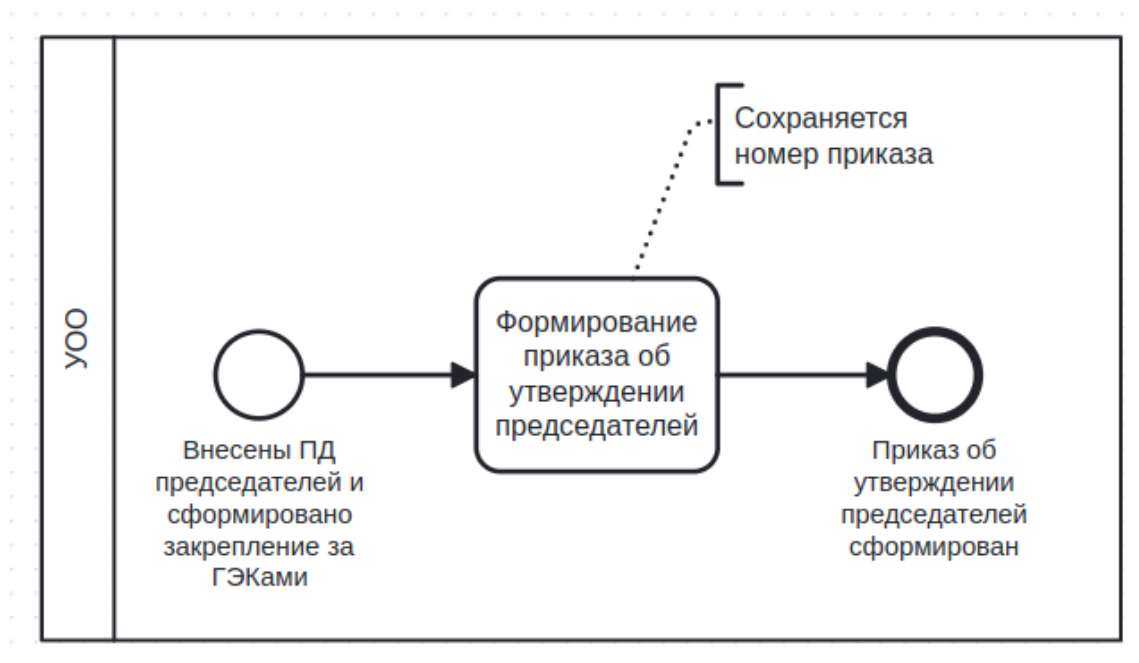 Сохраняется
номер приказа
УОО
Формирование
приказа об
утверждении
председателей
Внесены ПД
председателей и
сформировано
закрепление за
ГЭКами
Приказ об
утверждении
председателей
сформирован